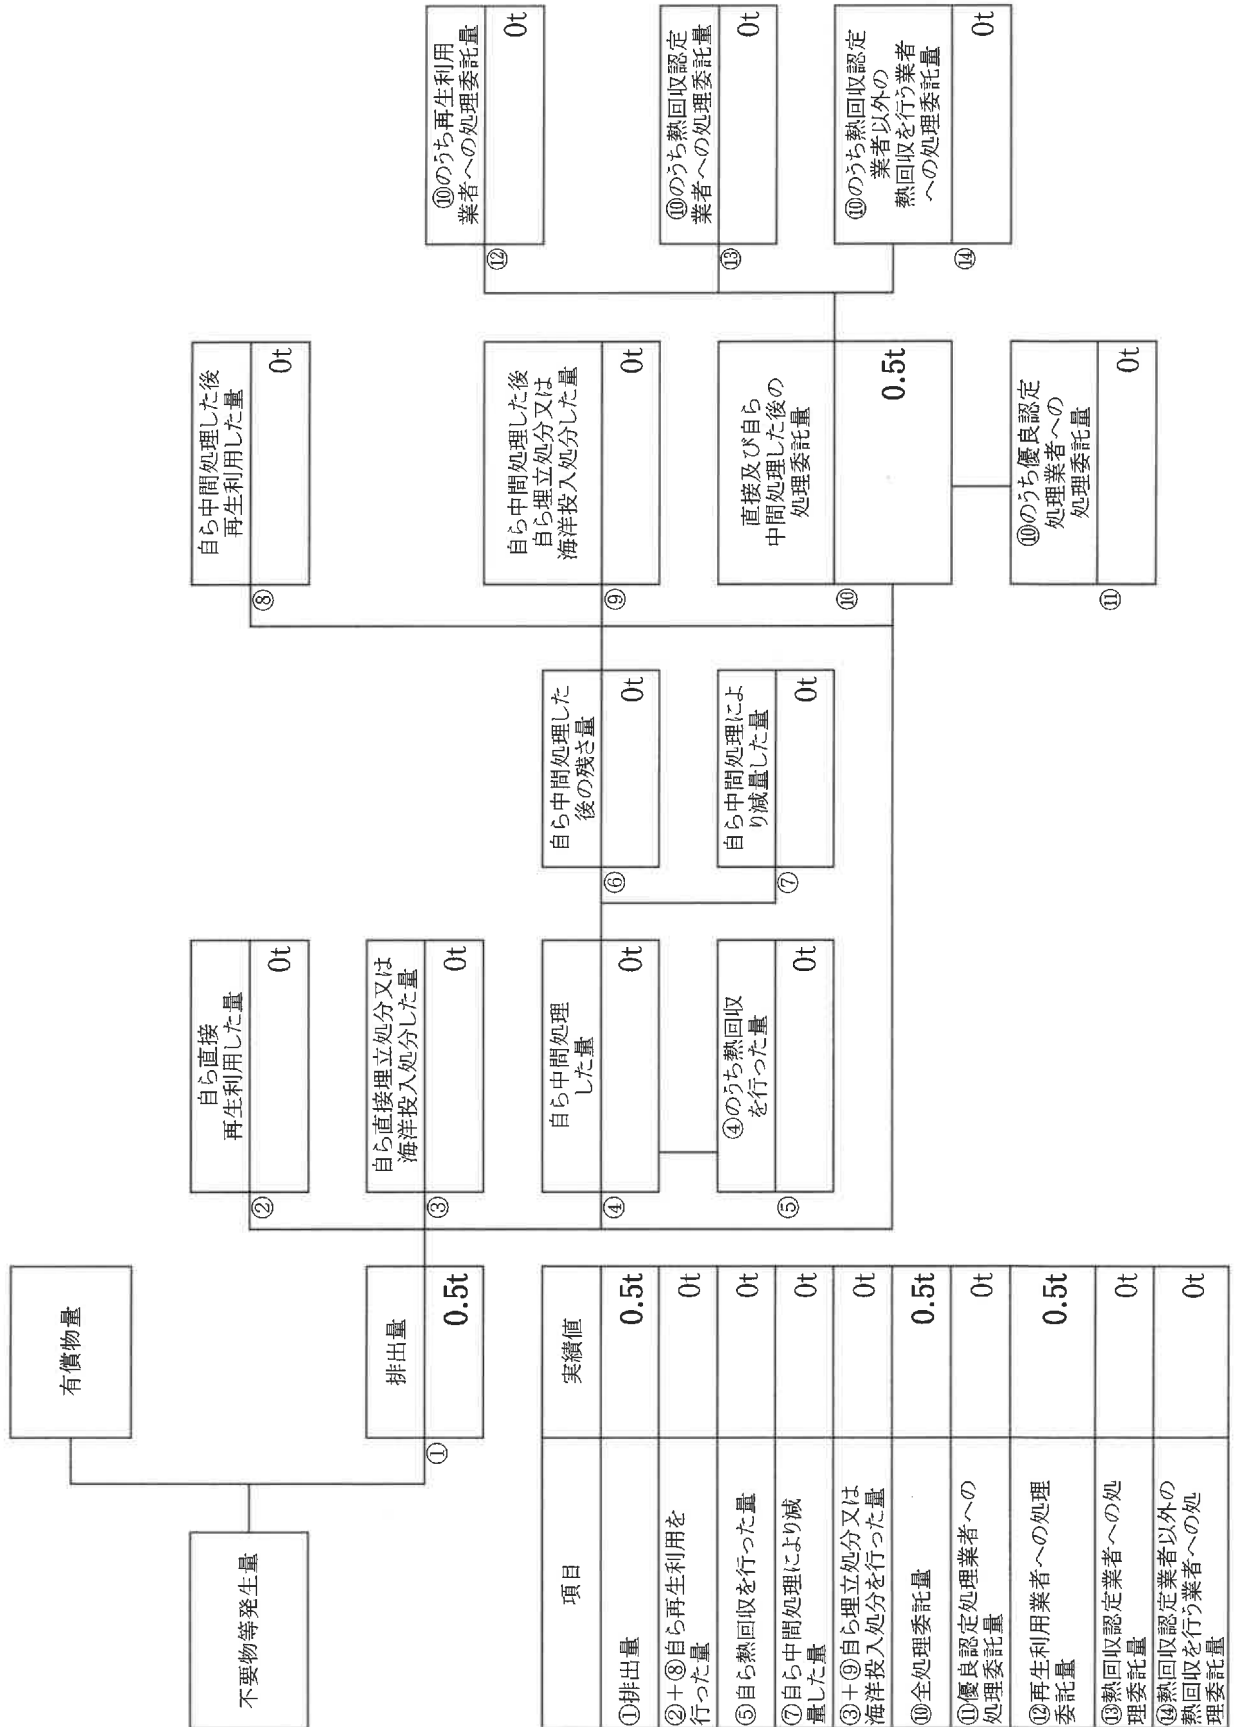 不要物等発生量
有償物量
排出量
①
0.5t
自ら直接
再生利用した量
②
0t
自ら直接埋立処分又は
海洋投入処分した量
③
0t
自ら中間処理
した量
④
0t
④のうち熱回収
を行った量
⑤
0t
自ら中間処理した
後の残さ量
⑥
0t
自ら中間処理によ
り減量した量
⑦
0t
自ら中間処理した後
再生利用した量
⑧
0t
自ら中間処理した後
自ら埋立処分又は
海洋投入処分した量
⑨
0t
直接及び自ら
中間処理した後の
処理委託量
⑩
0.5t
⑩のうち優良認定
処理業者への
処理委託量
⑪
0t
⑩のうち再生利用
業者への処理委託量
⑫
0t
⑩のうち熱回収認定
業者への処理委託量
⑬
0t
⑩のうち熱回収認定
業者以外の
熱回収を行う業者
への処理委託量
⑭
0t
項目
実績値
①排出量
0.5t
②+⑧自ら再生利用を
行った量
0t
⑤自ら熱回収を行った量
0t
⑦自ら中間処理により減
量した量
0t
③+⑨自ら埋立処分又は
海洋投入処分を行った量
0t
⑩全処理委託量
0.5t
⑪優良認定処理業者への
処理委託量
0t
⑫再生利用業者への処理
委託量
0.5t
⑬熱回収認定業者への処
理委託量
0t
⑭熱回収認定業者以外の
熱回収を行う業者への処
理委託量
0t